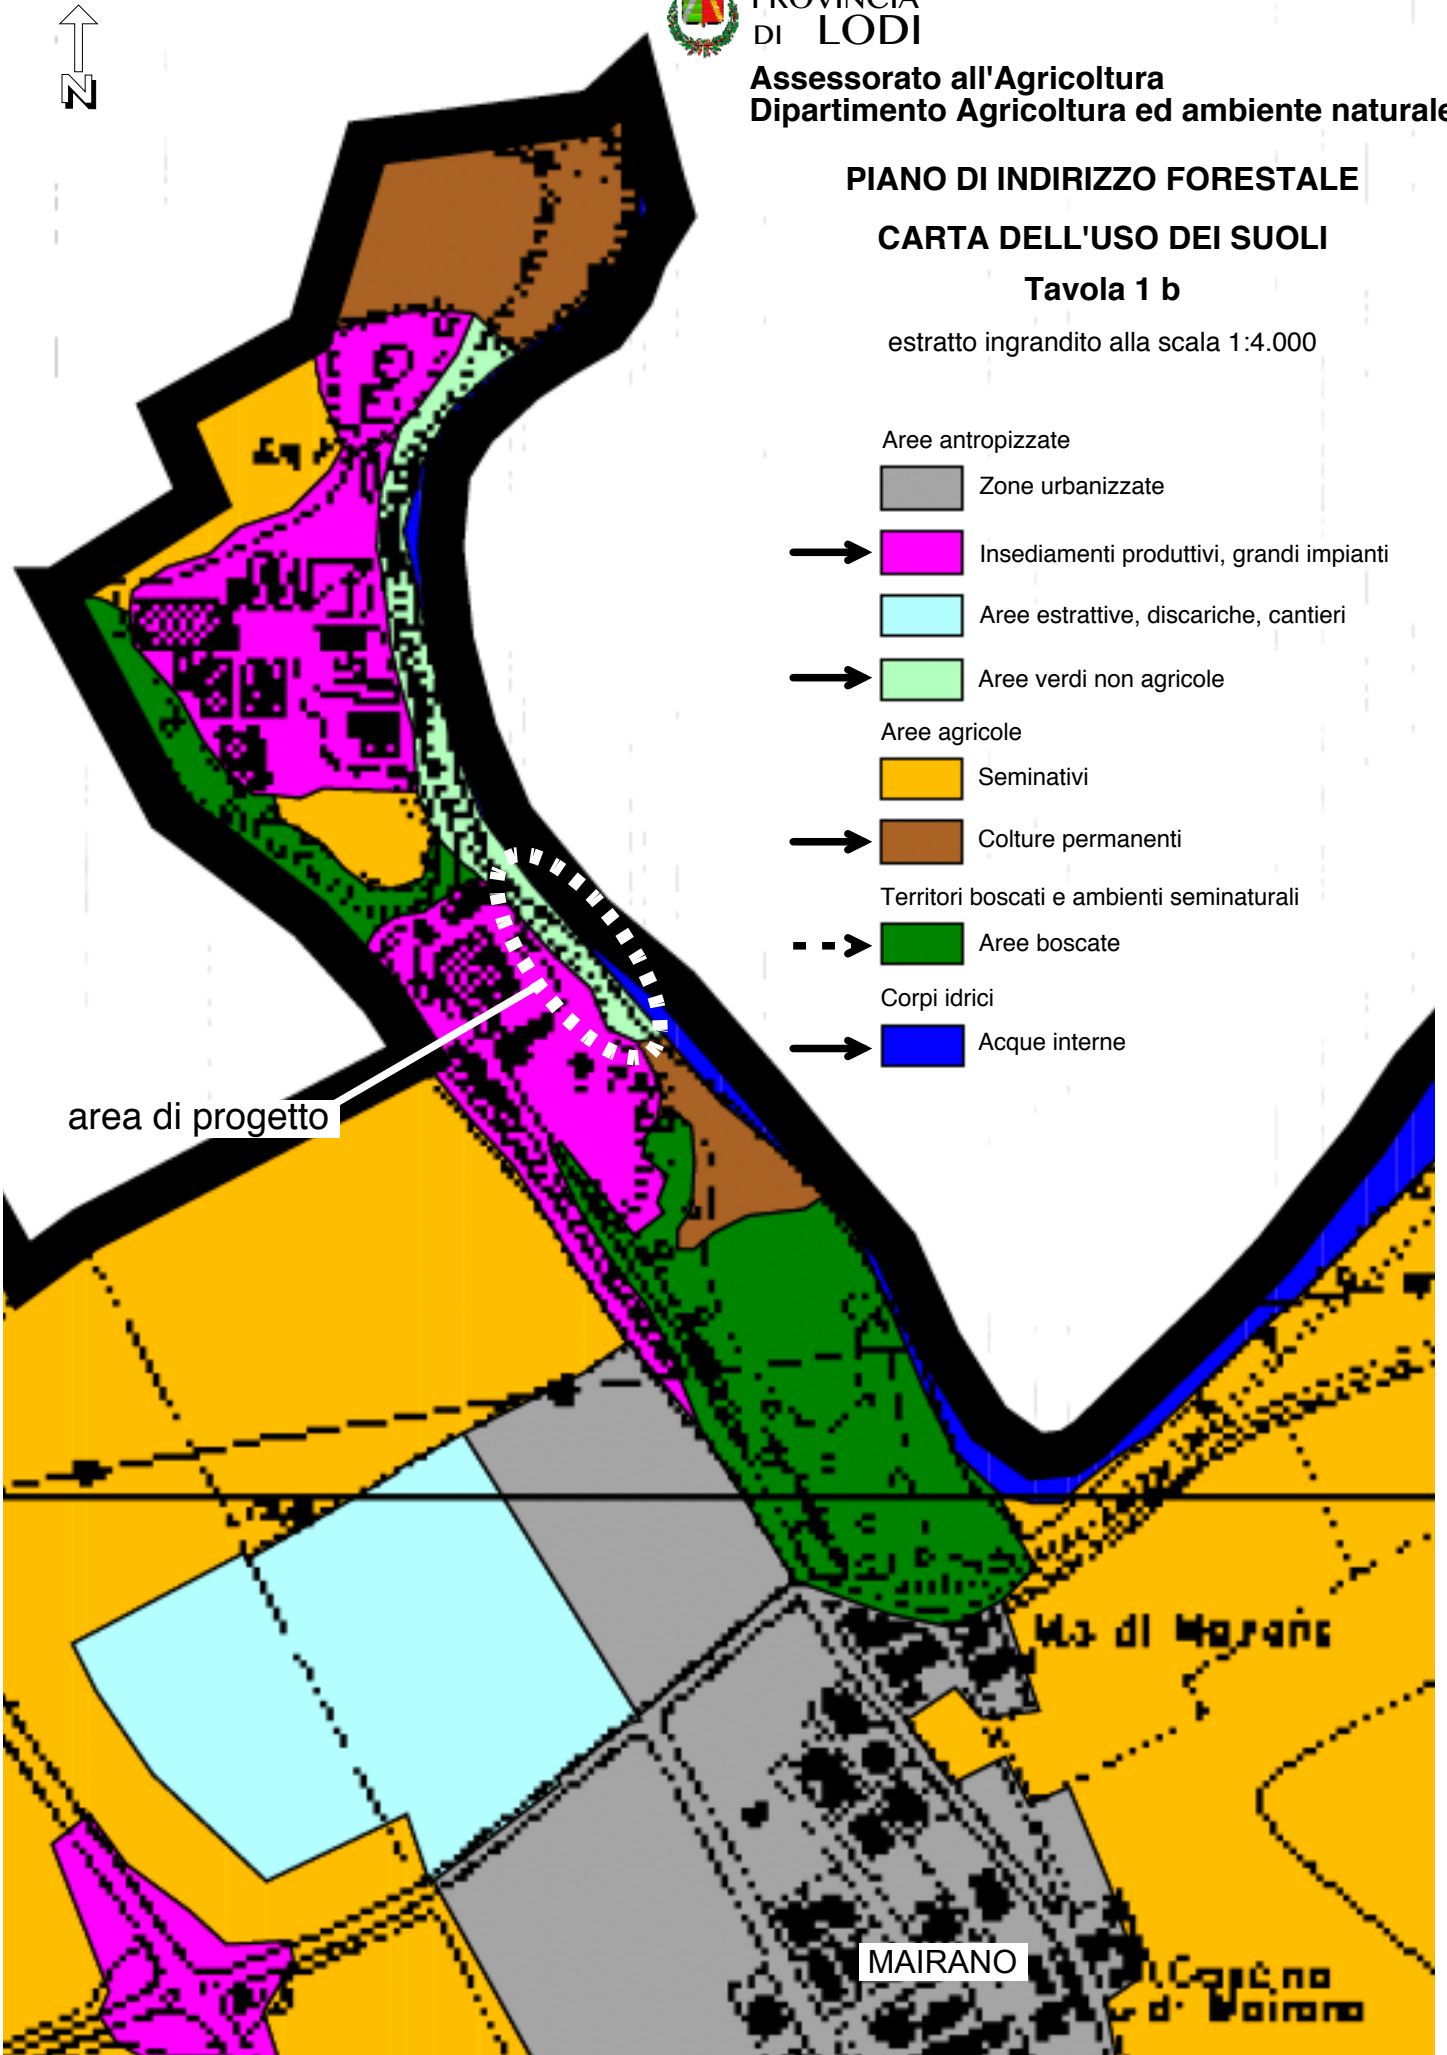 N
PROVINCIA
DI LODI
Assessorato all'Agricoltura
Dipartimento Agricoltura ed ambiente naturale
PIANO DI INDIRIZZO FORESTALE
CARTA DELL'USO DEI SUOLI
Tavola 1 b
estratto ingrandito alla scala 1:4.000
Aree antropizzate
Zone urbanizzate
Insediamenti produttivi, grandi impianti
Aree estrattive, discariche, cantieri
Aree verdi non agricole
Aree agricole
Seminativi
Colture permanenti
Territori boscati e ambienti seminaturali
Aree boscate
Corpi idrici
Acque interne
area di progetto
MAIRANO